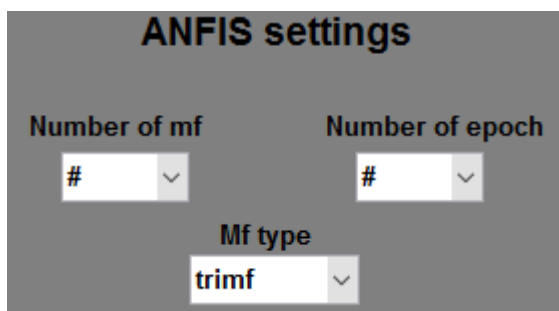 ANFIS settings
Number of mf Number of epoch
# #
Mf type
trimf